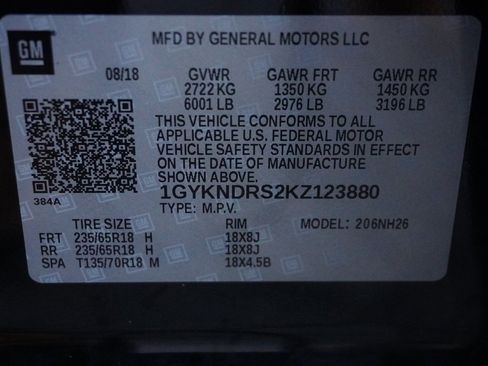 GM
MFD BY GENERAL MOTORS LLC
08/18 GVWR GAWR FRT GAWR RR
2722 KG 1350 KG 1450 KG
6001 LB 2976 LB 3196 LB
THIS VEHICLE CONFORMS TO ALL
APPLICABLE U.S. FEDERAL MOTOR
VEHICLE SAFETY STANDARDS IN EFFECT
ON THE DATE OF MANUFACTURE
SHOWN ABOVE.
384A 1GYKNDRS2KZ123880
TYPE: M.P.V.
TIRE SIZE RIM MODEL: 206NH26
FRT 235/65R18 H 18X8J
RR 235/65R18 H 18X8J
SPA T135/70R18 M 18X4.5B